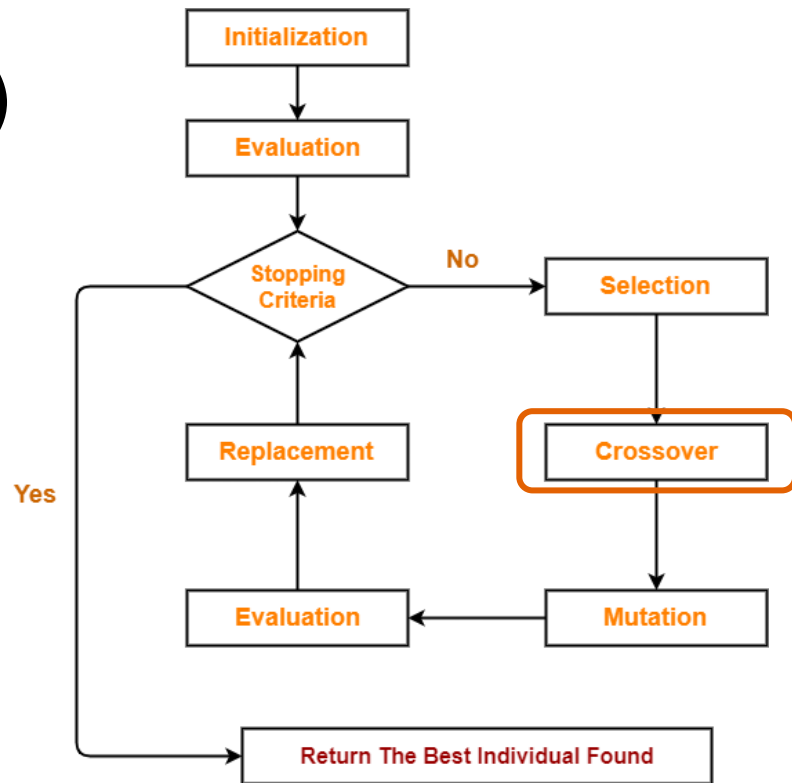 Initialization
Evaluation
Stopping
Criteria
No
Selection
Replacement
Crossover
Yes
Evaluation
Mutation
Return The Best Individual Found